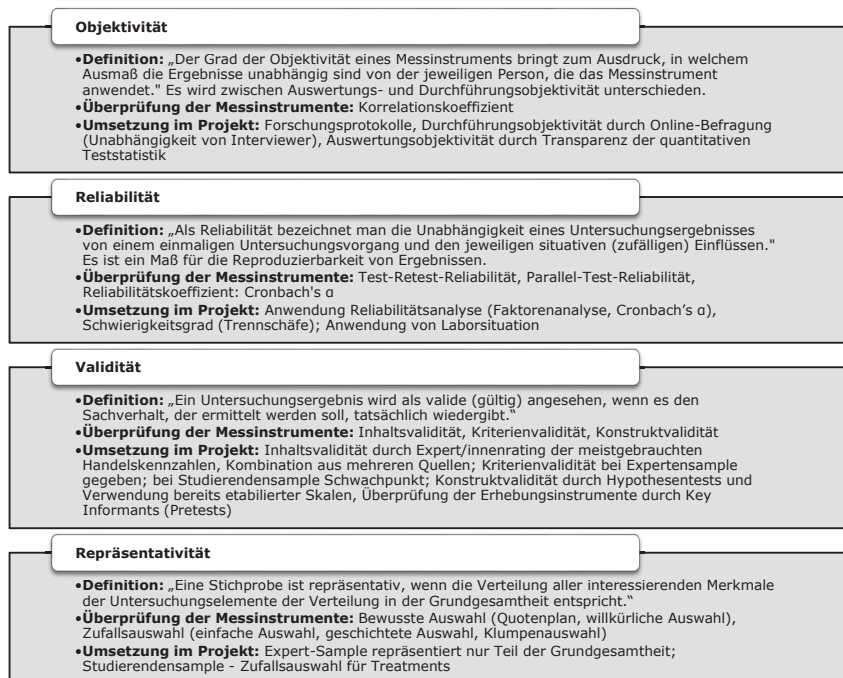 Objektivität
•Definition: „Der Grad der Objektivität eines Messinstruments bringt zum Ausdruck, in welchem
Ausmaß die Ergebnisse unabhängig sind von der jeweiligen Person, die das Messinstrument
anwendet." Es wird zwischen Auswertungs- und Durchführungsobjektivität unterschieden.
•Überprüfung der Messinstrumente: Korrelationskoeffizient
•Umsetzung im Projekt: Forschungsprotokolle, Durchführungsobjektivität durch Online-Befragung
(Unabhängigkeit von Interviewer), Auswertungsobjektivität durch Transparenz der quantitativen
Teststatistik
Reliabilität
•Definition: „Als Reliabilität bezeichnet man die Unabhängigkeit eines Untersuchungsergebnisses
von einem einmaligen Untersuchungsvorgang und den jeweiligen situativen (zufälligen) Einflüssen."
Es ist ein Maß für die Reproduzierbarkeit von Ergebnissen.
•Überprüfung der Messinstrumente: Test-Retest-Reliabilität, Parallel-Test-Reliabilität,
Reliabilitätskoeffizient: Cronbach's α
•Umsetzung im Projekt: Anwendung Reliabilitätsanalyse (Faktorenanalyse, Cronbach’s α),
Schwierigkeitsgrad (Trennschäfe); Anwendung von Laborsituation
Validität
•Definition: „Ein Untersuchungsergebnis wird als valide (gültig) angesehen, wenn es den
Sachverhalt, der ermittelt werden soll, tatsächlich wiedergibt.“
•Überprüfung der Messinstrumente: Inhaltsvalidität, Kriterienvalidität, Konstruktvalidität
•Umsetzung im Projekt: Inhaltsvalidität durch Expert/innenrating der meistgebrauchten
Handelskennzahlen, Kombination aus mehreren Quellen; Kriterienvalidität bei Expertensample
gegeben; bei Studierendensample Schwachpunkt; Konstruktvalidität durch Hypothesentests und
Verwendung bereits etabilierter Skalen, Überprüfung der Erhebungsinstrumente durch Key
Informants (Pretests)
Repräsentativität
•Definition: „Eine Stichprobe ist repräsentativ, wenn die Verteilung aller interessierenden Merkmale
der Untersuchungselemente der Verteilung in der Grundgesamtheit entspricht.“
•Überprüfung der Messinstrumente: Bewusste Auswahl (Quotenplan, willkürliche Auswahl),
Zufallsauswahl (einfache Auswahl, geschichtete Auswahl, Klumpenauswahl)
•Umsetzung im Projekt: Expert-Sample repräsentiert nur Teil der Grundgesamtheit;
Studierendensample - Zufallsauswahl für Treatments